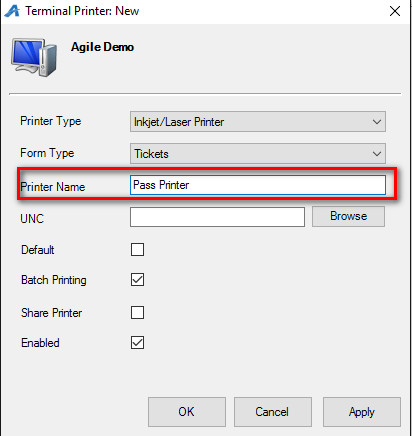 Terminal Printer: New
Agile Demo
Printer Type Inkjet/Laser Printer
Form Type Tickets
Printer Name Pass Printer
UNC Browse
Default
Batch Printing
Share Printer
Enabled
OK Cancel Apply